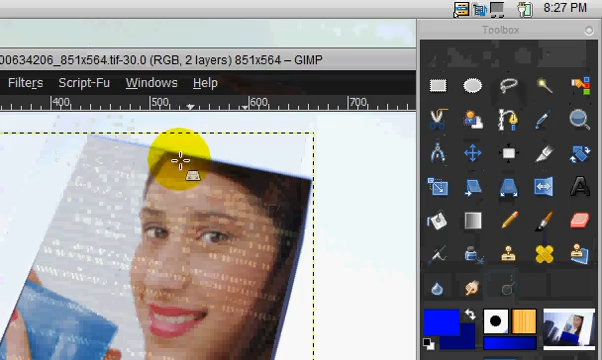 8:27 PM
Toolbox
00634206_851x564.tif-30.0 (RGB, 2 layers) 851x564 – GIMP
Filters Script-Fu Windows Help
400 500 600 700